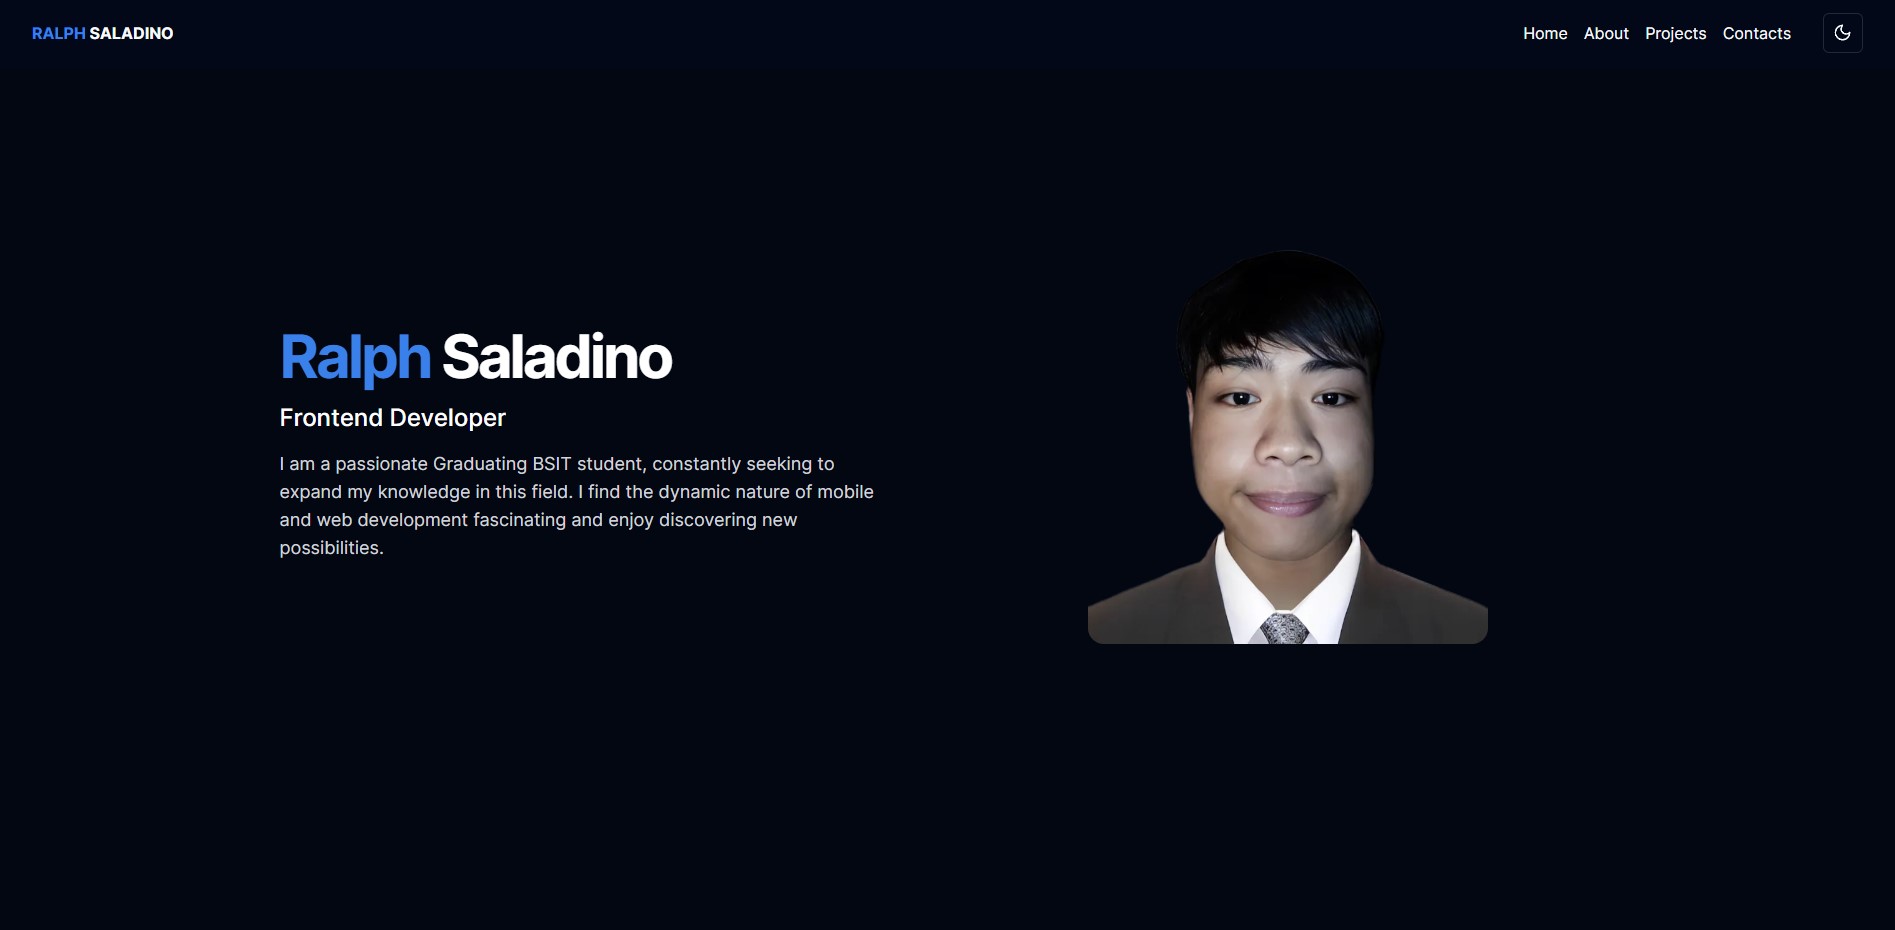 RALPH SALADINO
Home About Projects Contacts
Ralph Saladino
Frontend Developer
I am a passionate Graduating BSIT student, constantly seeking to
expand my knowledge in this field. I find the dynamic nature of mobile
and web development fascinating and enjoy discovering new
possibilities.